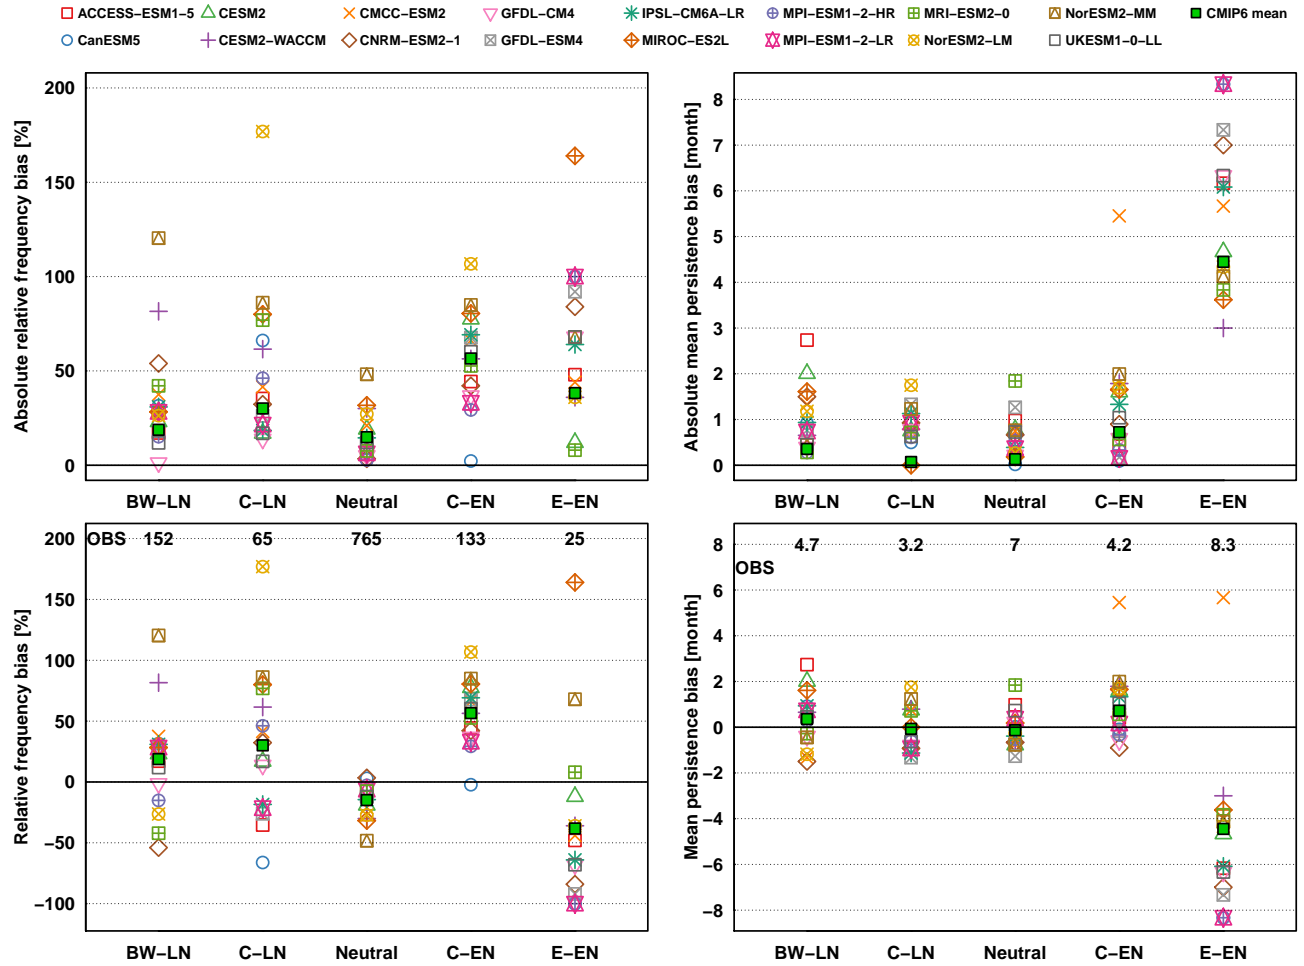 ACCESS−ESM1−5 CESM2 CMCC−ESM2 GFDL−CM4 IPSL−CM6A−LR MPI−ESM1−2−HR MRI−ESM2−0 NorESM2−MM CMIP6 mean
CanESM5 CESM2−WACCM CNRM−ESM2−1 GFDL−ESM4 MIROC−ES2L MPI−ESM1−2−LR NorESM2−LM UKESM1−0−LL
Absolute relative frequency bias [%]
200
150
100
50
0
BW−LN C−LN Neutral C−EN E−EN
Absolute mean persistence bias [month]
8
7
6
5
4
3
2
1
0
BW−LN C−LN Neutral C−EN E−EN
Relative frequency bias [%]
OBS 152 65 765 133 25
200
150
100
50
0
−50
−100
BW−LN C−LN Neutral C−EN E−EN
Mean persistence bias [month]
4.7 3.2 7 4.2 8.3
OBS
8
6
4
2
0
−2
−4
−6
−8
BW−LN C−LN Neutral C−EN E−EN